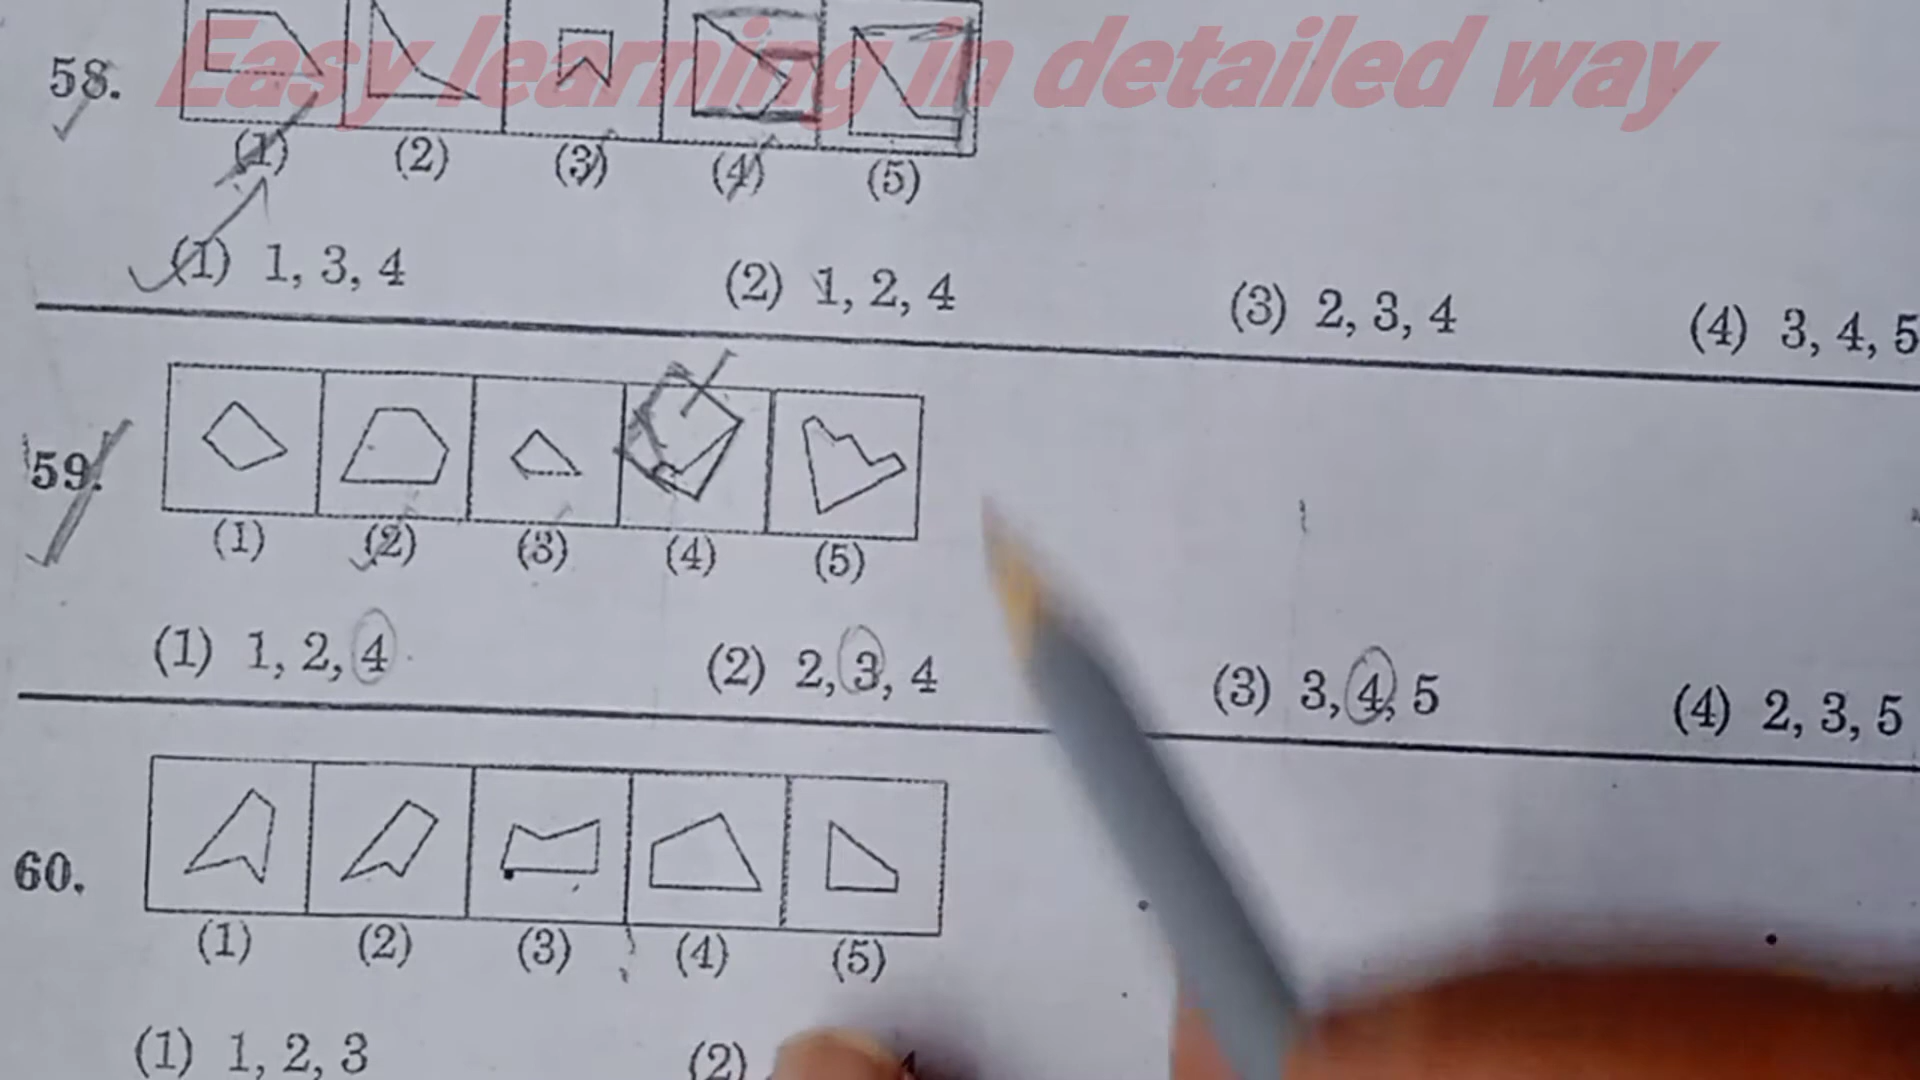 Easy learning in detailed way
58.
(1) (2) (3) (4) (5)
(1) 1, 3, 4 (2) 1, 2, 4 (3) 2, 3, 4 (4) 3, 4, 5
59.
(1) (2) (3) (4) (5)
(1) 1, 2, 4 (2) 2, 3, 4 (3) 3, 4, 5 (4) 2, 3, 5
60.
(1) (2) (3) (4) (5)
(1) 1, 2, 3 (2)